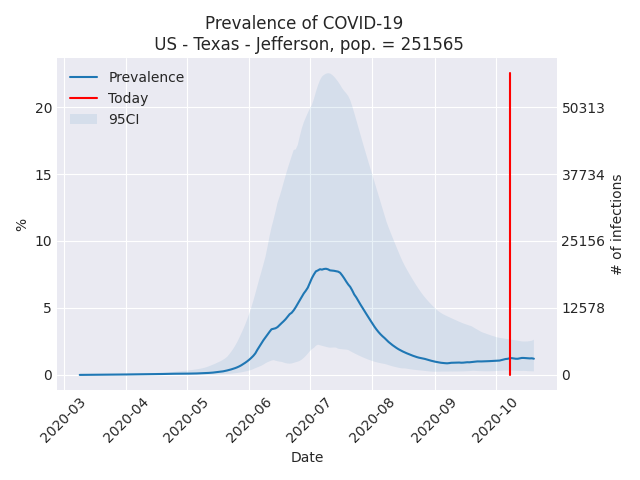 Prevalence of COVID-19
US - Texas - Jefferson, pop. = 251565
Prevalence
Today
95CI
20
15
10
5
0
%
50313
37734
25156
12578
0
# of infections
2020-03
2020-04
2020-05
2020-06
2020-07
2020-08
2020-09
2020-10
Date